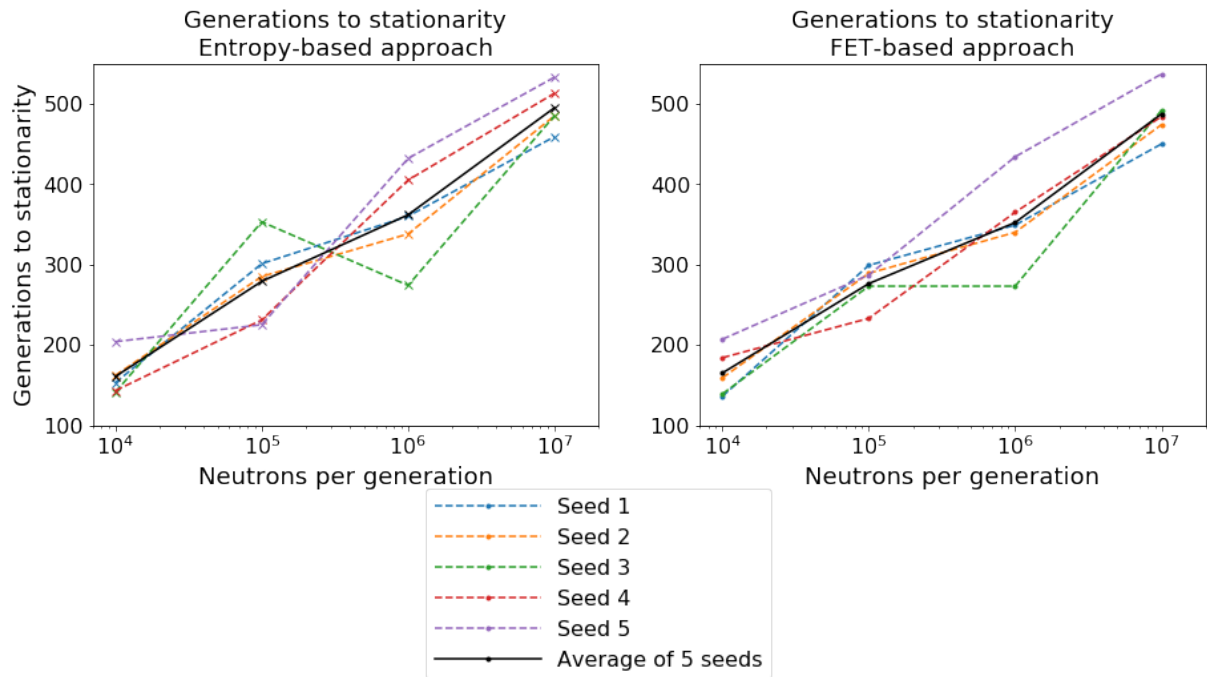 Generations to stationarity
Entropy-based approach
Generations to stationarity
500
400
300
200
100
10⁴
10⁵
10⁶
10⁷
Neutrons per generation
Generations to stationarity
FET-based approach
500
400
300
200
100
10⁴
10⁵
10⁶
10⁷
Neutrons per generation
Seed 1
Seed 2
Seed 3
Seed 4
Seed 5
Average of 5 seeds